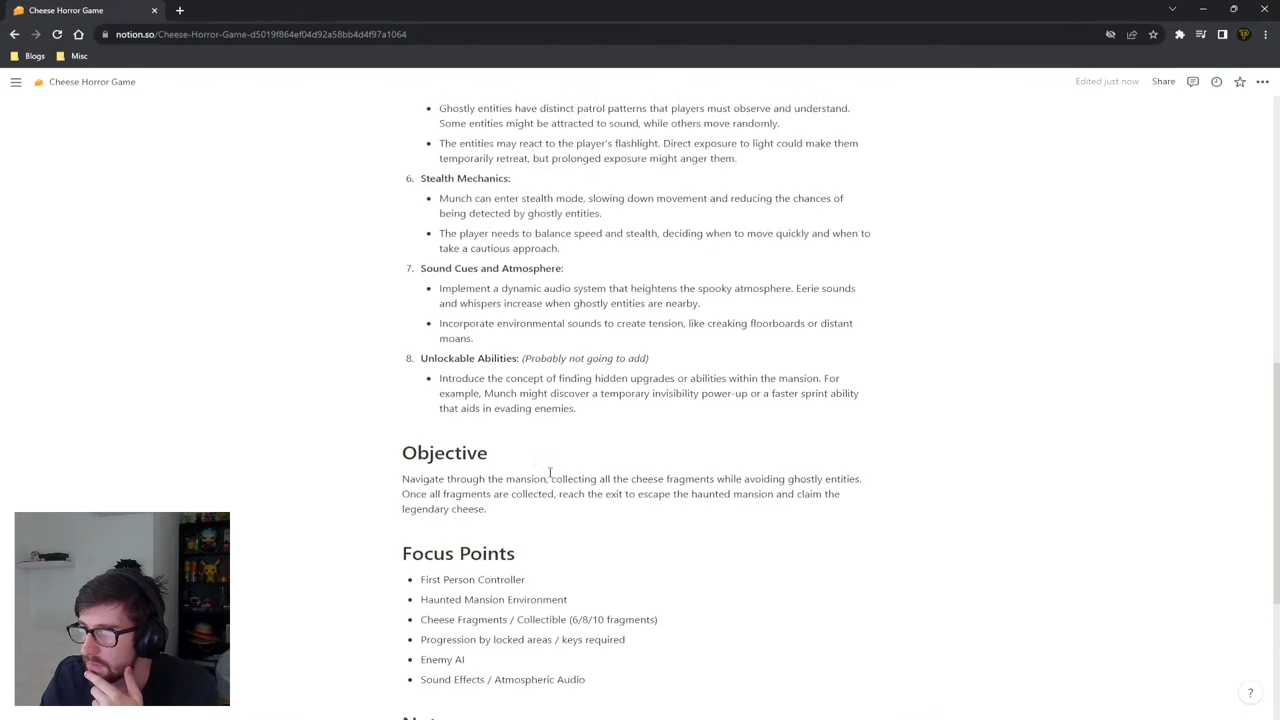 Cheese Horror Game
notion.so/Cheese-Horror-Game-d5019f864ef04d92a58bb4d4f97a1064
Blogs
Misc
Cheese Horror Game
Edited just now
Share
• Ghostly entities have distinct patrol patterns that players must observe and understand.
Some entities might be attracted to sound, while others move randomly.
• The entities may react to the player's flashlight. Direct exposure to light could make them
temporarily retreat, but prolonged exposure might anger them.
6. Stealth Mechanics:
• Munch can enter stealth mode, slowing down movement and reducing the chances of
being detected by ghostly entities.
• The player needs to balance speed and stealth, deciding when to move quickly and when to
take a cautious approach.
7. Sound Cues and Atmosphere:
• Implement a dynamic audio system that heightens the spooky atmosphere. Eerie sounds
and whispers increase when ghostly entities are nearby.
• Incorporate environmental sounds to create tension, like creaking floorboards or distant
moans.
8. Unlockable Abilities: (Probably not going to add)
• Introduce the concept of finding hidden upgrades or abilities within the mansion. For
example, Munch might discover a temporary invisibility power-up or a faster sprint ability
that aids in evading enemies.
Objective
Navigate through the mansion, collecting all the cheese fragments while avoiding ghostly entities.
Once all fragments are collected, reach the exit to escape the haunted mansion and claim the
legendary cheese.
Focus Points
• First Person Controller
• Haunted Mansion Environment
• Cheese Fragments / Collectible (6/8/10 fragments)
• Progression by locked areas / keys required
• Enemy AI
• Sound Effects / Atmospheric Audio
?